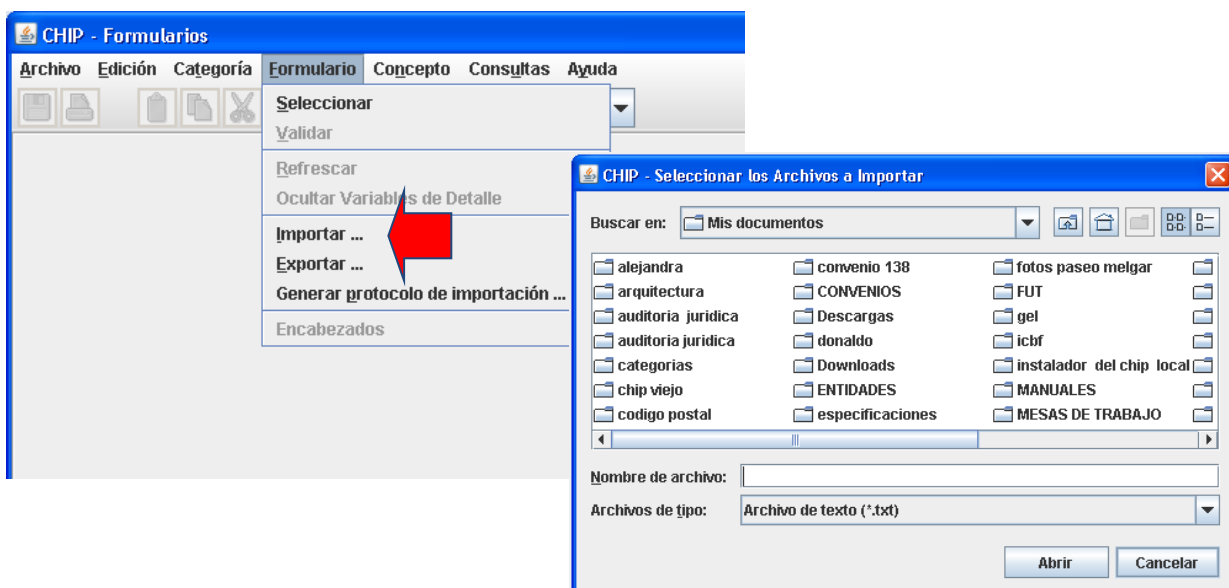 CHIP - Formularios
Archivo Edición Categoría Formulario Concepto Consultas Ayuda
Seleccionar
Validar
Refrescar
Ocultar Variables de Detalle
Importar ...
Exportar ...
Generar protocolo de importación ...
Encabezados
CHIP - Seleccionar los Archivos a Importar
Buscar en: Mis documentos
alejandra convenio 138 fotos paseo melgar
arquitectura CONVENIOS FUT
auditoria juridica Descargas gel
auditoria juridica donaldo icbf
categorias Downloads instalador del chip local
chip viejo ENTIDADES MANUALES
codigo postal especificaciones MESAS DE TRABAJO
Nombre de archivo:
Archivos de tipo: Archivo de texto (*.txt)
Abrir Cancelar